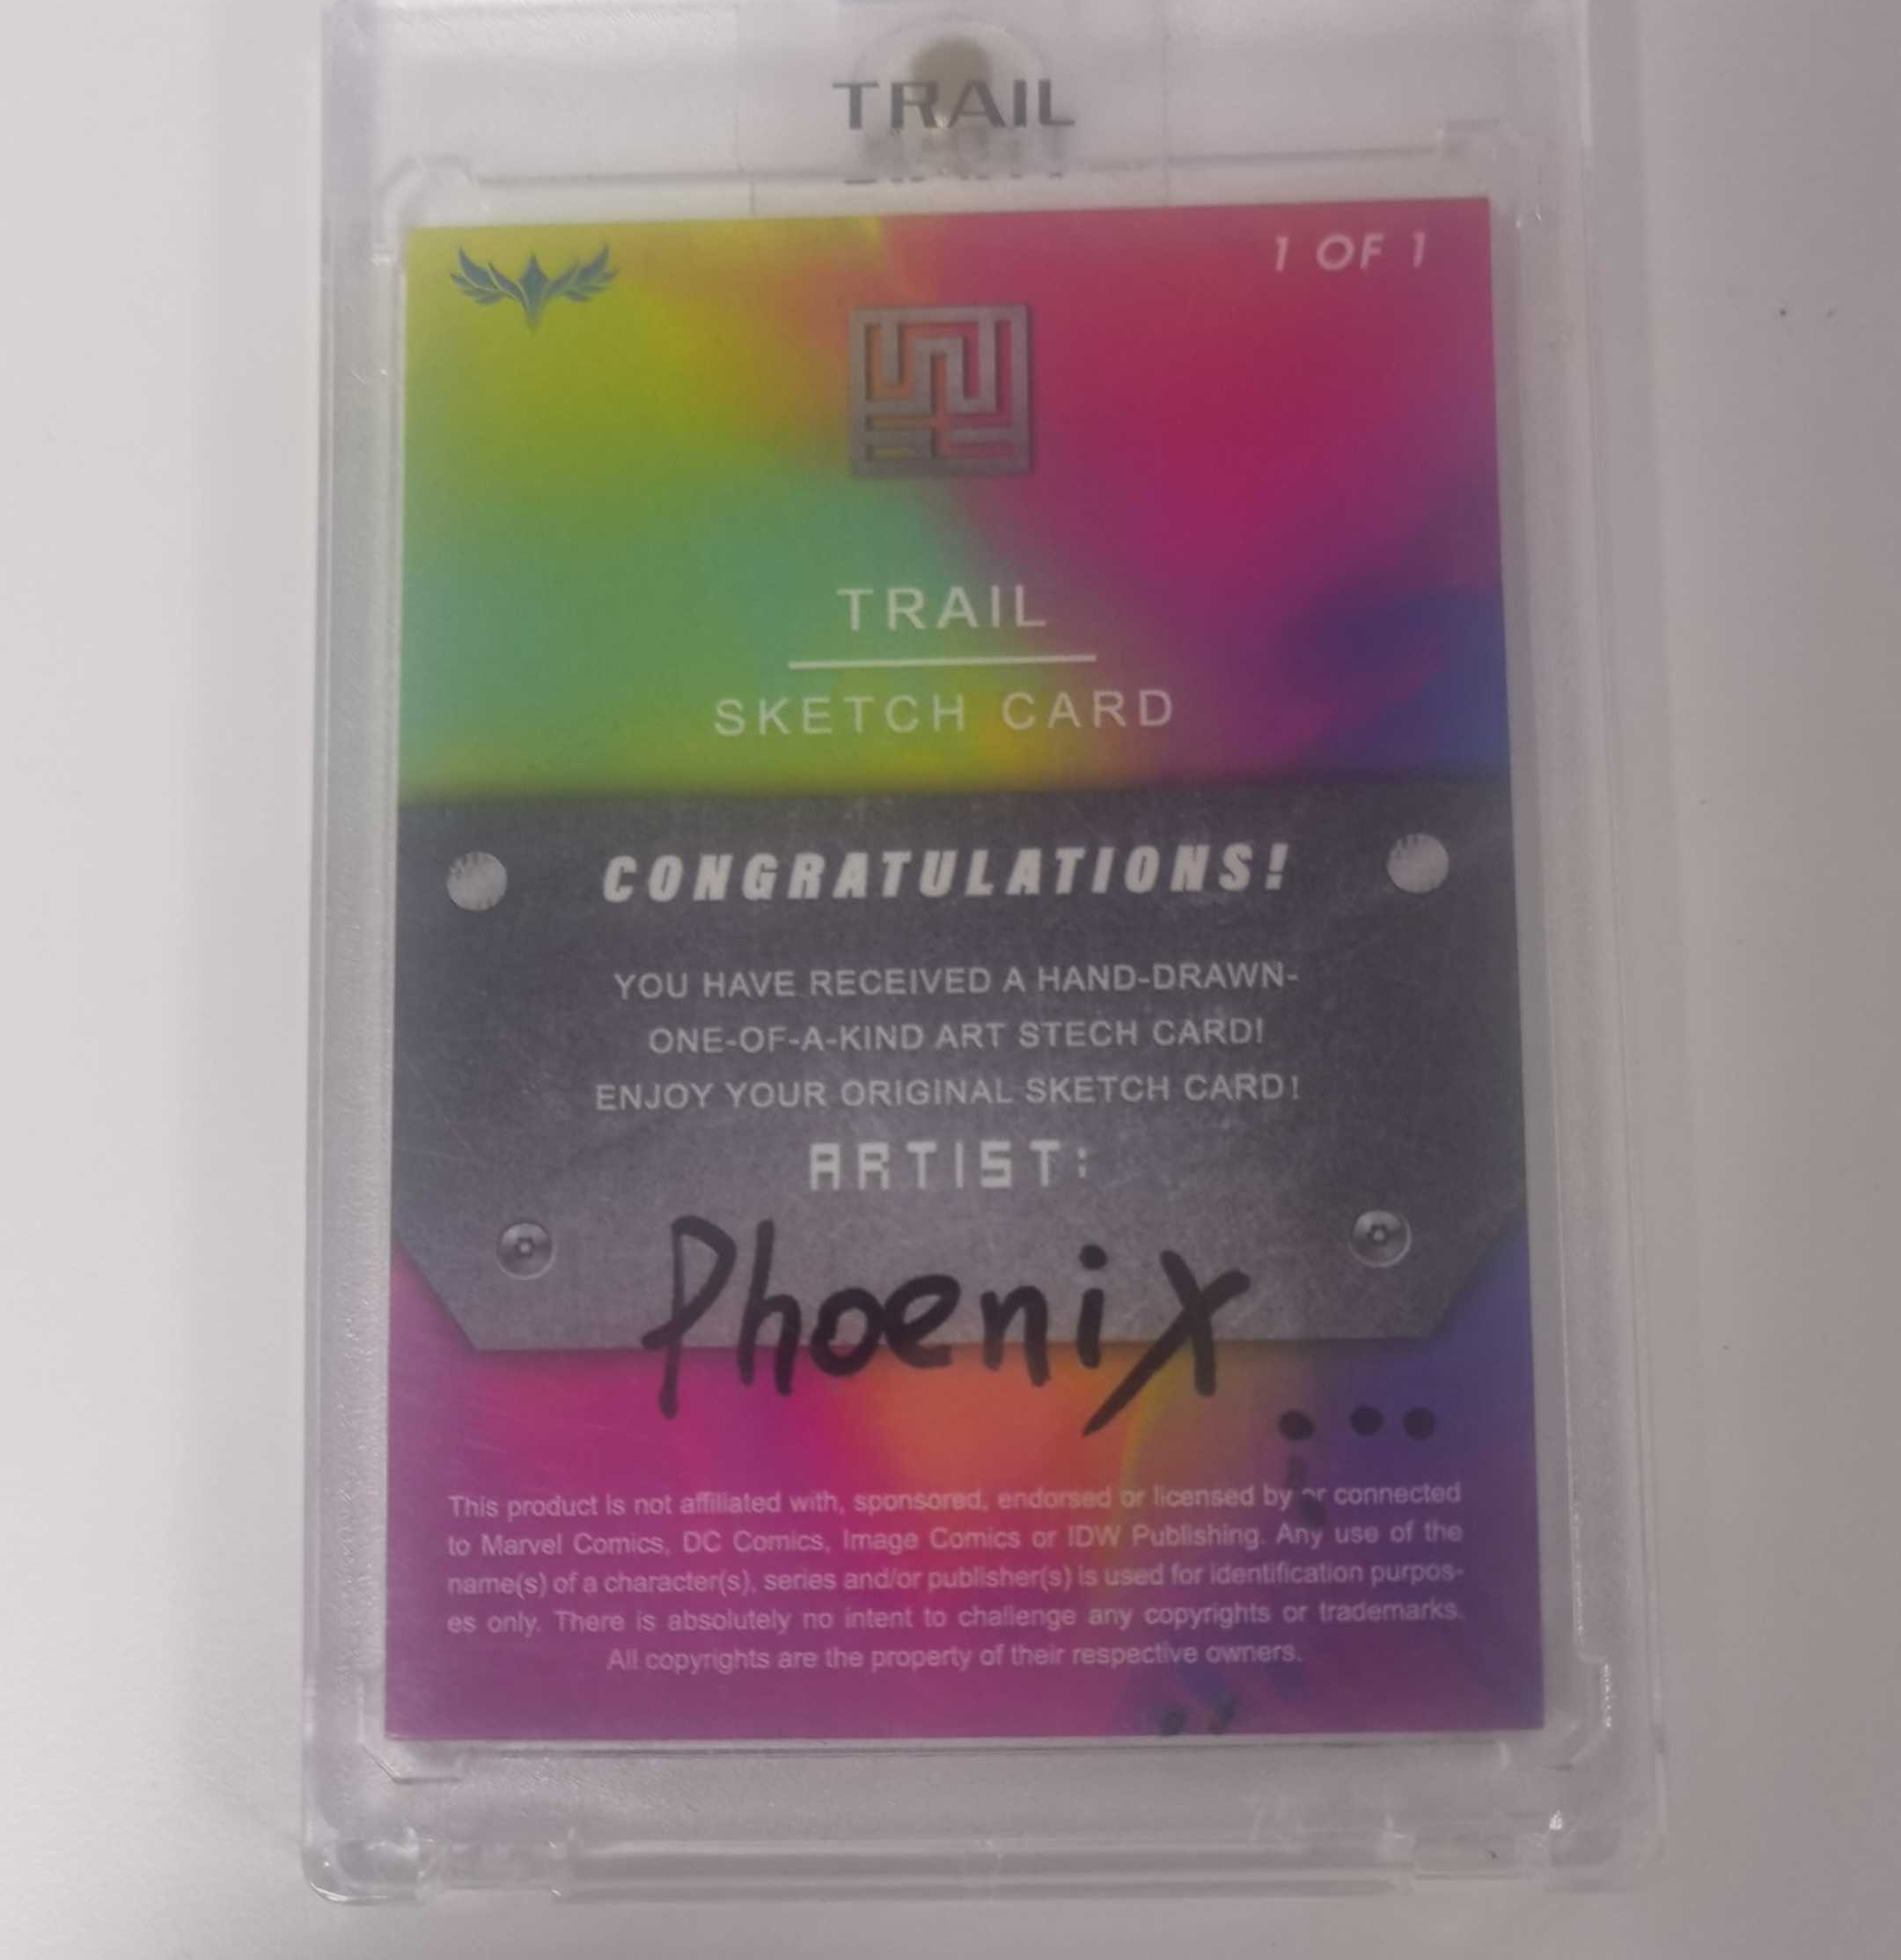 TRAIL
1 OF 1
TRAIL
SKETCH CARD
CONGRATULATIONS!
YOU HAVE RECEIVED A HAND-DRAWN-
ONE-OF-A-KIND ART STECH CARD!
ENJOY YOUR ORIGINAL SKETCH CARD!
ARTIST:
Phoenix
This product is not affiliated with, sponsored, endorsed or licensed by or connected
to Marvel Comics, DC Comics, Image Comics or IDW Publishing. Any use of the
name(s) of a character(s), series and/or publisher(s) is used for identification purpos-
es only. There is absolutely no intent to challenge any copyrights or trademarks.
All copyrights are the property of their respective owners.